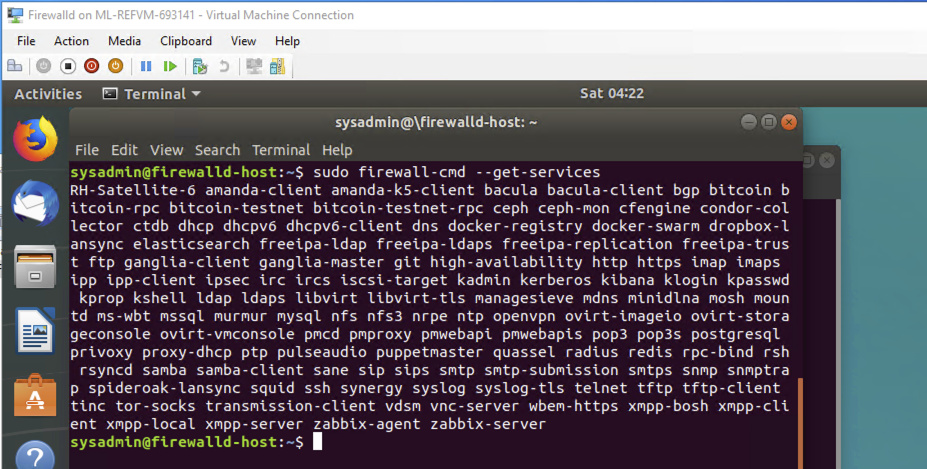 Firewalld on ML-REFVM-693141 - Virtual Machine Connection
File Action Media Clipboard View Help
Activities Terminal Sat 04:22
sysadmin@\firewalld-host: ~
File Edit View Search Terminal Help
sysadmin@firewalld-host:~$ sudo firewall-cmd --get-services
RH-Satellite-6 amanda-client amanda-k5-client bacula bacula-client bgp bitcoin b
itcoin-rpc bitcoin-testnet bitcoin-testnet-rpc ceph ceph-mon cfengine condor-col
lector ctdb dhcp dhcpv6 dhcpv6-client dns docker-registry docker-swarm dropbox-l
ansync elasticsearch freeipa-ldap freeipa-ldaps freeipa-replication freeipa-trus
t ftp ganglia-client ganglia-master git high-availability http https imap imaps
ipp ipp-client ipsec irc ircs iscsi-target kadmin kerberos kibana klogin kpasswd
kprop kshell ldap ldaps libvirt libvirt-tls managesieve mdns minidlna mosh moun
td ms-wbt mssql murmur mysql nfs nfs3 nrpe ntp openvpn ovirt-imageio ovirt-stora
geconsole ovirt-vmconsole pmcd pmproxy pmwebapi pmwebapis pop3 pop3s postgresql
privoxy proxy-dhcp ptp pulseaudio puppetmaster quassel radius redis rpc-bind rsh
rsyncd samba samba-client sane sip sips smtp smtp-submission smtps snmp snmptra
p spideroak-lansync squid ssh synergy syslog syslog-tls telnet tftp tftp-client
tinc tor-socks transmission-client vdsm vnc-server wbem-https xmpp-bosh xmpp-cli
ent xmpp-local xmpp-server zabbix-agent zabbix-server
sysadmin@firewalld-host:~$